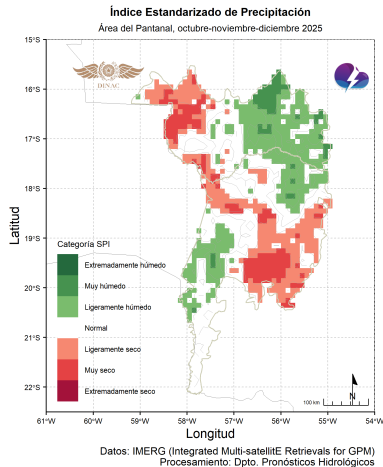 Índice Estandarizado de Precipitación
Área del Pantanal, octubre-noviembre-diciembre 2025
15°S
DINAC
16°S
17°S
18°S
Latitud
19°S
Categoría SPI
Extremadamente húmedo
Muy húmedo
20°S
Ligeramente húmedo
Normal
21°S
Ligeramente seco
Muy seco
22°S
Extremadamente seco
100 km
N
61°W 60°W 59°W 58°W 57°W 56°W 55°W 54°W
Longitud
Datos: IMERG (Integrated Multi-satellitE Retrievals for GPM)
Procesamiento: Dpto. Pronósticos Hidrológicos